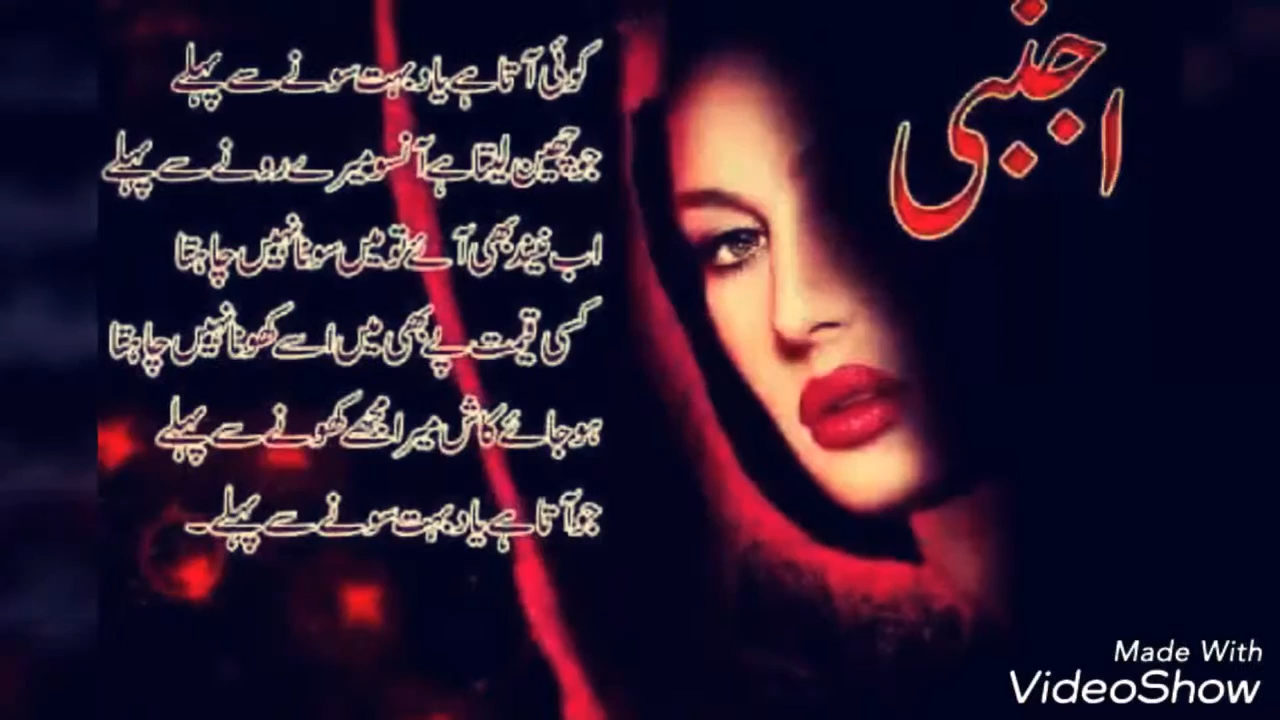 اجنبی
کوئی آتا ہے یاد بہت سونے سے پہلے
جو چھین لیتا ہے آنسو میرے رونے سے پہلے
اب نیند بھی آئے تو میں سونا نہیں چاہتا
کسی قیمت پے بھی میں اسے کھونا نہیں چاہتا
ہو جائے کاش میرا مجھے کھونے سے پہلے
جو آتا ہے یاد بہت سونے سے پہلے۔
Made With
VideoShow